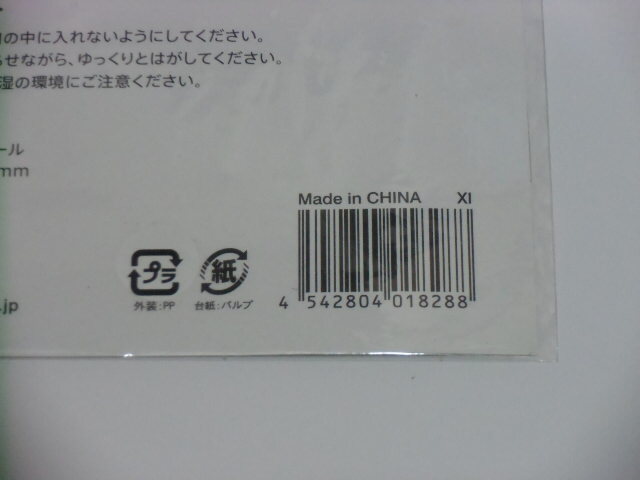 の中に入れないようにしてください。
らせながら、ゆっくりとはがしてください。
湿の環境にご注意ください。
ール
mm
Made in CHINA XI
プラ 紙
外装:PP 台紙:パルプ
4 542804 018288
.jp